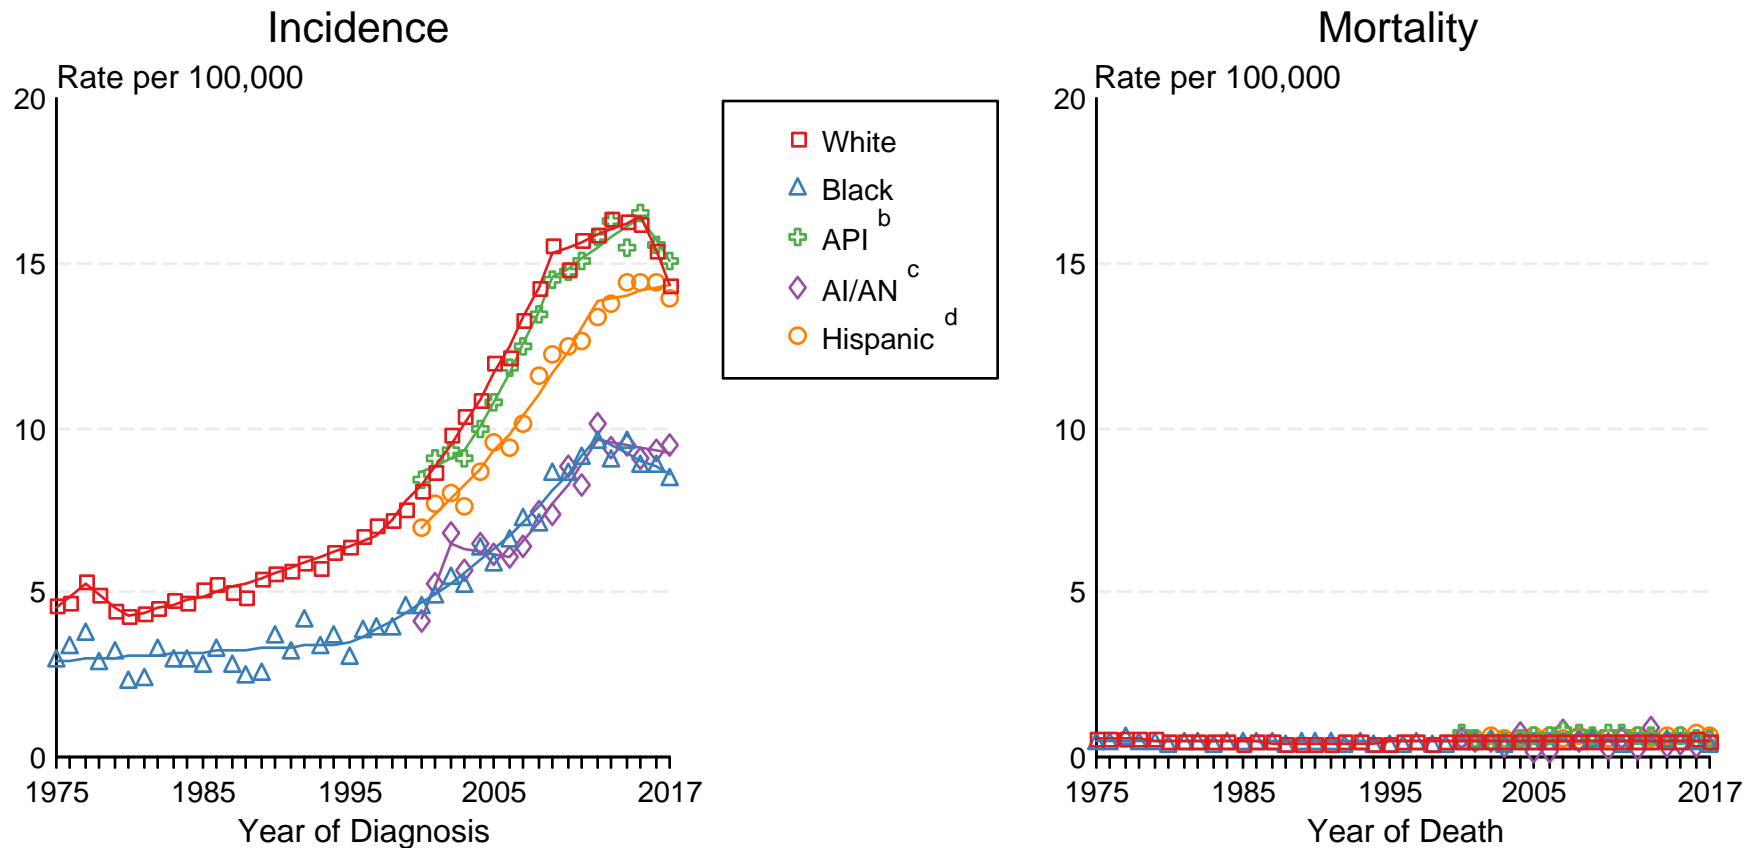 Incidence
Mortality
Rate per 100,000
Rate per 100,000
20
15
10
5
0
1975
1985
1995
2005
2017
Year of Diagnosis
White
Black
API b
AI/AN c
Hispanic d
20
15
10
5
0
1975
1985
1995
2005
2017
Year of Death